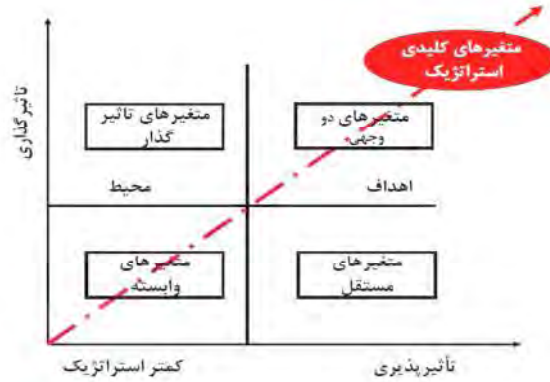 متغیرهای کلیدی
استراتژیک
تاثیرگذاری
متغیرهای دو
وجهی
متغیرهای تاثیر
گذار
اهداف
محیط
متغیرهای
مستقل
متغیرهای
وابسته
تأثیرپذیری
کمتر استراتژیک